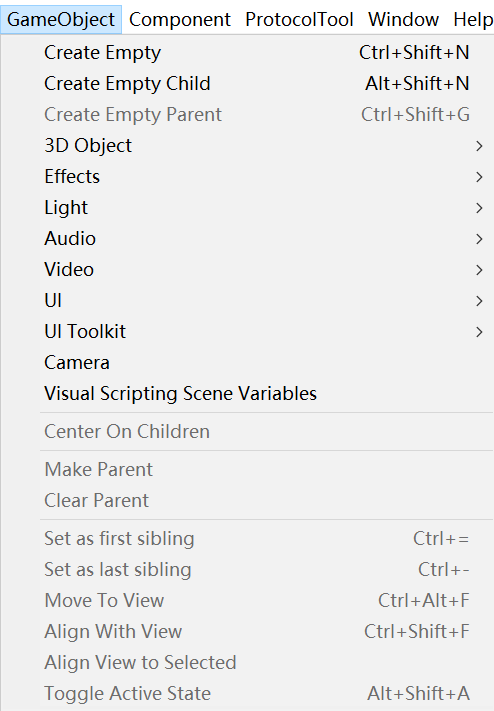 GameObject Component ProtocolTool Window Help
Create Empty Ctrl+Shift+N
Create Empty Child Alt+Shift+N
Create Empty Parent Ctrl+Shift+G
3D Object
Effects
Light
Audio
Video
UI
UI Toolkit
Camera
Visual Scripting Scene Variables
Center On Children
Make Parent
Clear Parent
Set as first sibling Ctrl+=
Set as last sibling Ctrl+-
Move To View Ctrl+Alt+F
Align With View Ctrl+Shift+F
Align View to Selected
Toggle Active State Alt+Shift+A